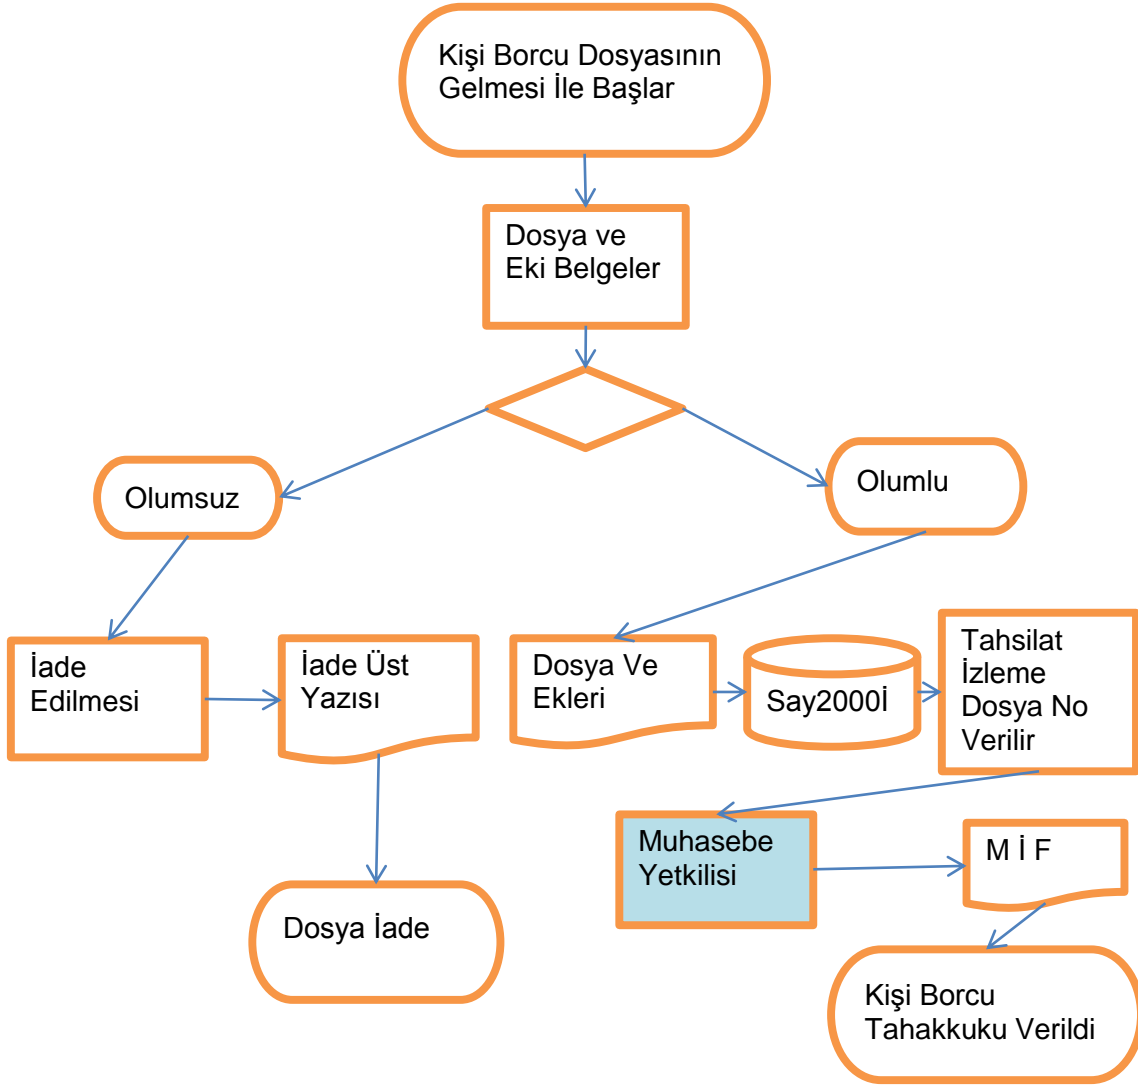 Kişi Borcu Dosyasının
Gelmesi İle Başlar
Dosya ve
Eki Belgeler
Olumsuz
Olumlu
İade
Edilmesi
İade Üst
Yazısı
Dosya Ve
Ekleri
Say2000İ
Tahsilat
İzleme
Dosya No
Verilir
Muhasebe
Yetkilisi
M İ F
Dosya İade
Kişi Borcu
Tahakkuku Verildi